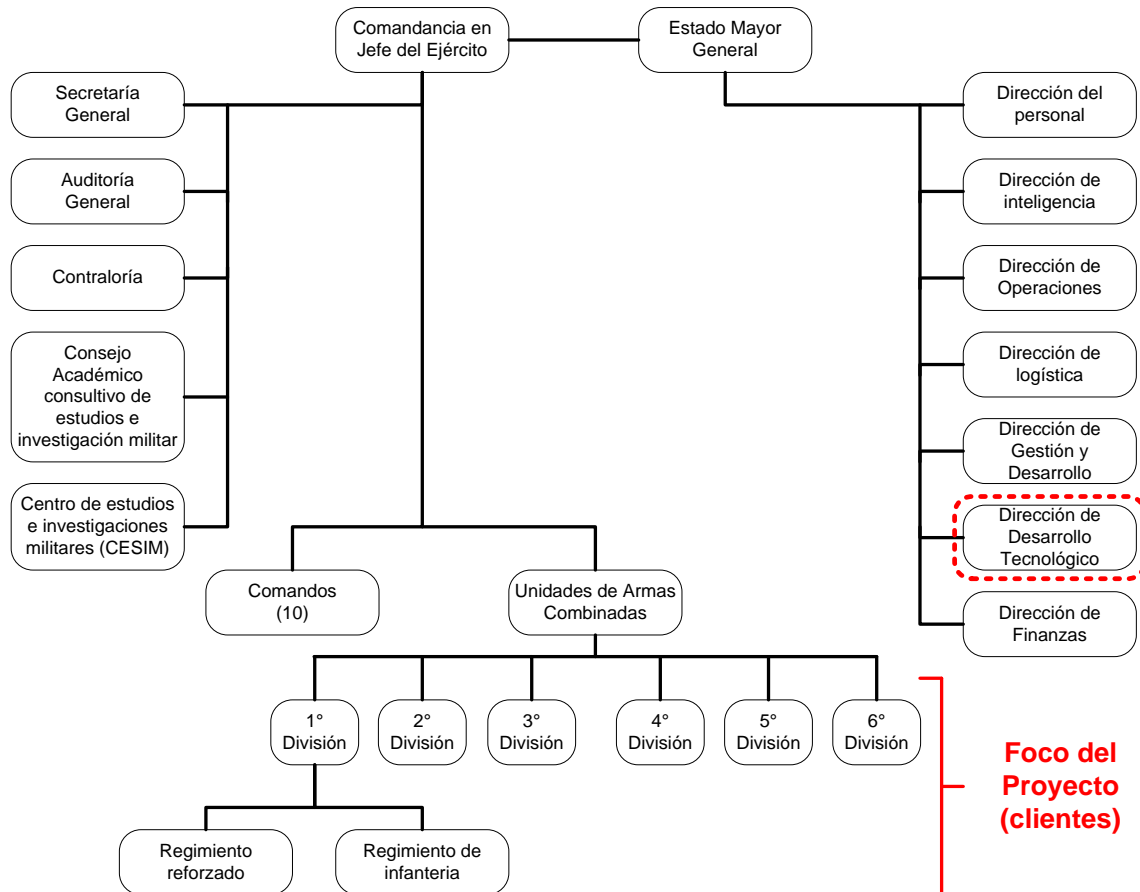 Comandancia en
Jefe del Ejército
Estado Mayor
General
Secretaría
General
Auditoría
General
Contraloría
Consejo
Académico
consultivo de
estudios e
investigación militar
Centro de estudios
e investigaciones
militares (CESIM)
Dirección del
personal
Dirección de
inteligencia
Dirección de
Operaciones
Dirección de
logística
Dirección de
Gestión y
Desarrollo
Dirección de
Desarrollo
Tecnológico
Dirección de
Finanzas
Comandos
(10)
Unidades de Armas
Combinadas
1°
División
2°
División
3°
División
4°
División
5°
División
6°
División
Regimiento
reforzado
Regimiento de
infanteria
Foco del
Proyecto
(clientes)